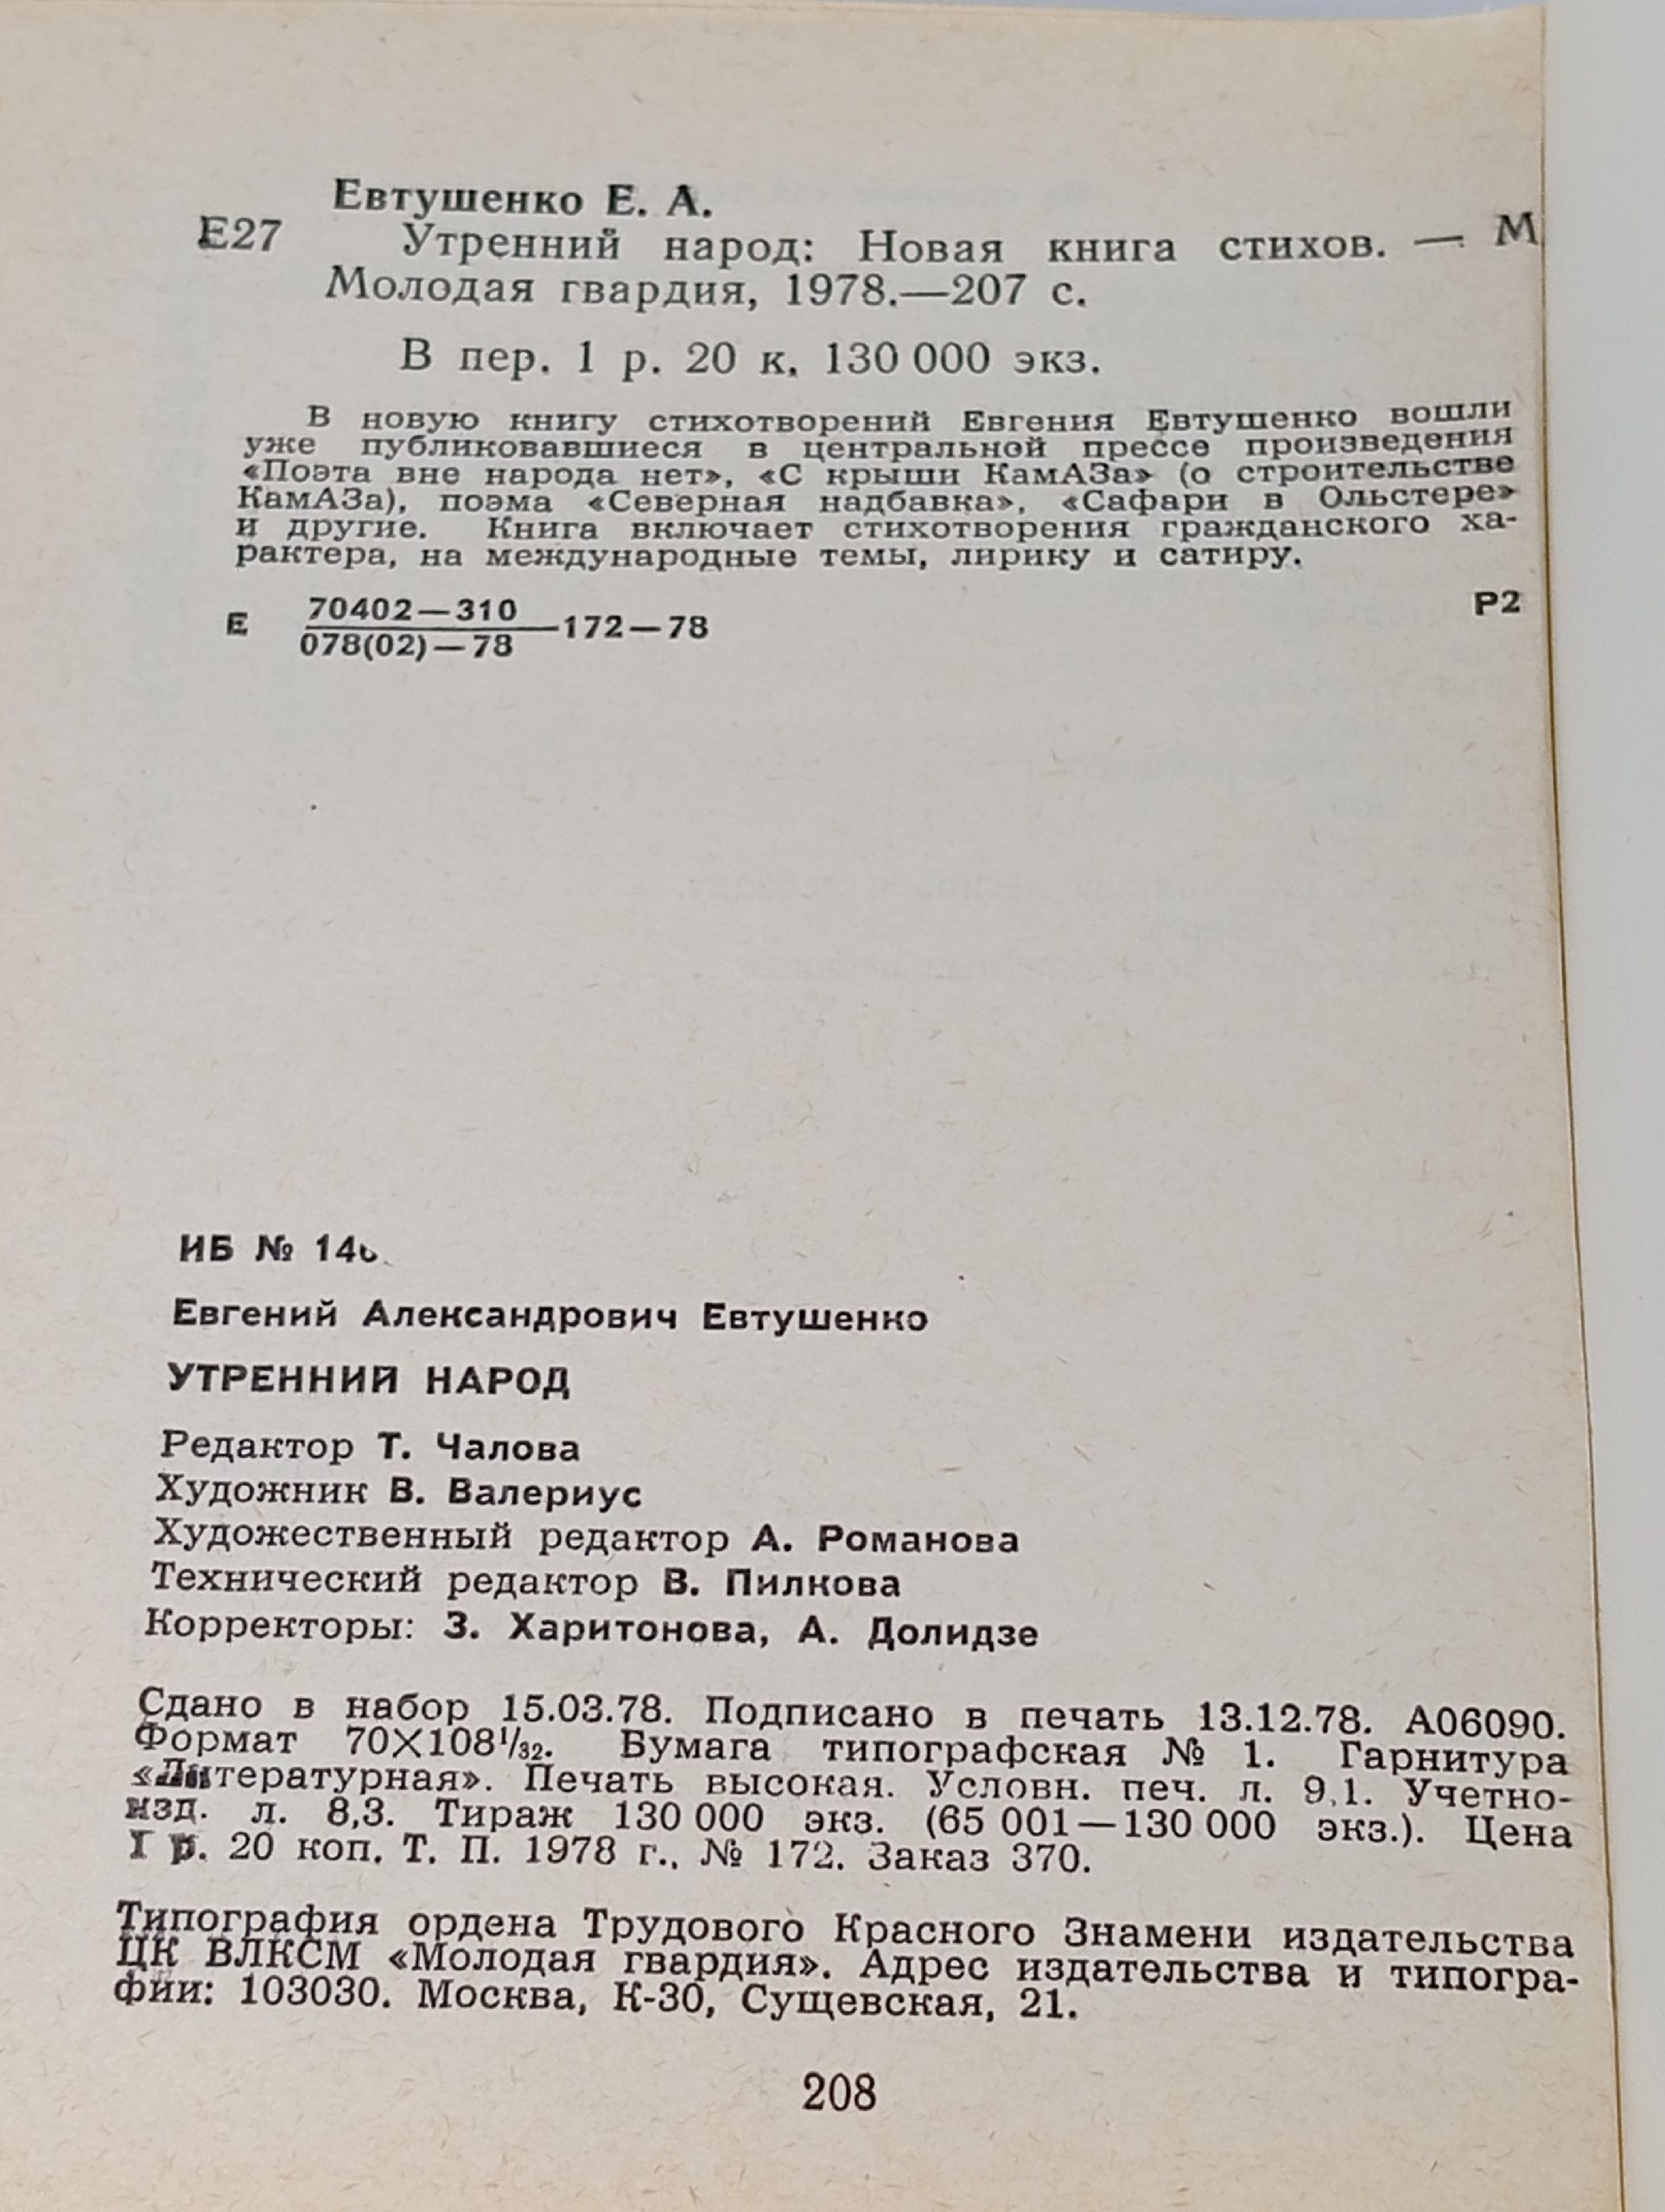 Евтушенко Е. А.
Е27 Утренний народ: Новая книга стихов. — М
Молодая гвардия, 1978.—207 с.
В пер. 1 р. 20 к. 130 000 экз.
В новую книгу стихотворений Евгения Евтушенко вошли
уже публиковавшиеся в центральной прессе произведения
«Поэта вне народа нет», «С крыши КамАЗа» (о строительстве
КамАЗа), поэма «Северная надбавка», «Сафари в Ольстере»
и другие. Книга включает стихотворения гражданского ха-
рактера, на международные темы, лирику и сатиру.
Е 70402—310
078(02)—78 —172—78
Р2
ИБ №
Евгений Александрович Евтушенко
УТРЕННИЙ НАРОД
Редактор Т. Чалова
Художник В. Валериус
Художественный редактор А. Романова
Технический редактор В. Пилкова
Корректоры: З. Харитонова, А. Долидзе
Сдано в набор 15.03.78. Подписано в печать 13.12.78. А06090.
Формат 70×108¹/₃₂. Бумага типографская № 1. Гарнитура
«Литературная». Печать высокая. Условн. печ. л. 9,1. Учетно-
изд. л. 8,3. Тираж 130 000 экз. (65 001—130 000 экз.). Цена
1 р. 20 коп. Т. П. 1978 г., № 172. Заказ 370.
Типография ордена Трудового Красного Знамени издательства
ЦК ВЛКСМ «Молодая гвардия». Адрес издательства и типогра-
фии: 103030. Москва, К-30, Сущевская, 21.
208